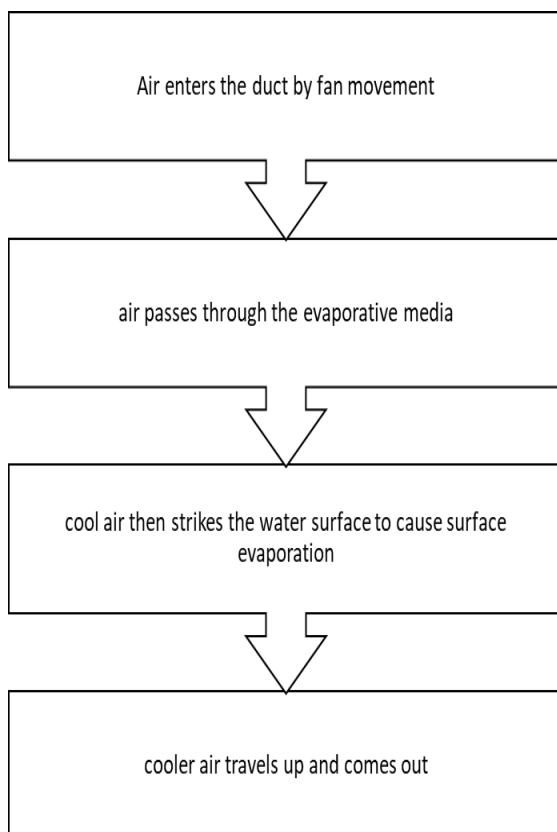 Air enters the duct by fan movement
air passes through the evaporative media
cool air then strikes the water surface to cause surface
evaporation
cooler air travels up and comes out